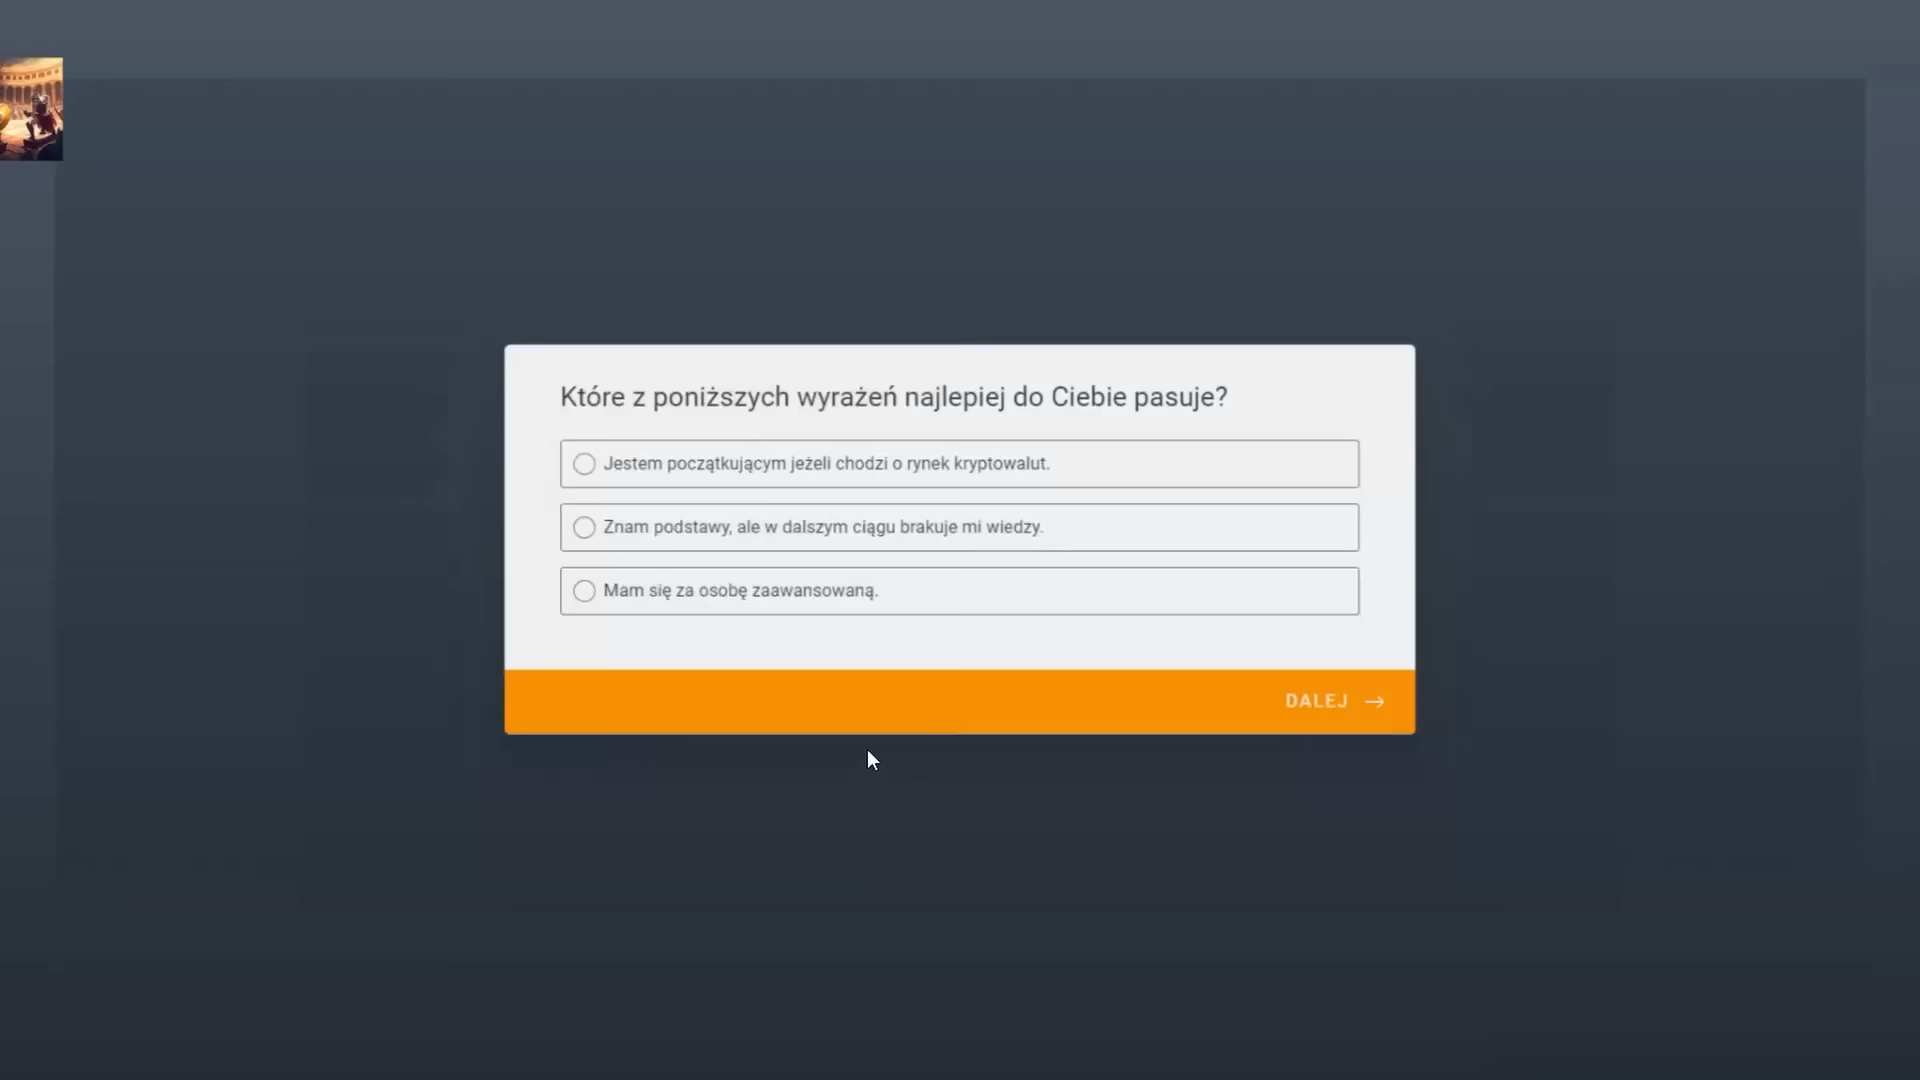 Które z poniższych wyrażeń najlepiej do Ciebie pasuje?
Jestem początkującym jeżeli chodzi o rynek kryptowalut.
Znam podstawy, ale w dalszym ciągu brakuje mi wiedzy.
Mam się za osobę zaawansowaną.
DALEJ →